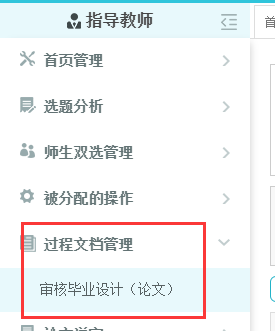 指导教师
首
首页管理
选题分析
师生双选管理
被分配的操作
过程文档管理
审核毕业设计（论文）